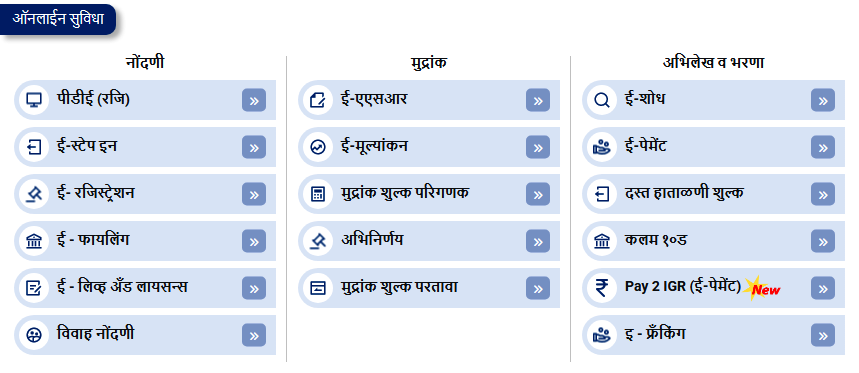 ऑनलाईन सुविधा
नोंदणी
पीडीई (रजि)
ई-स्टेप इन
ई- रजिस्ट्रेशन
ई - फायलिंग
ई - लिव्ह अँड लायसन्स
विवाह नोंदणी
मुद्रांक
ई-एएसआर
ई-मूल्यांकन
मुद्रांक शुल्क परिगणक
अभिनिर्णय
मुद्रांक शुल्क परतावा
अभिलेख व भरणा
ई-शोध
ई-पेमेंट
दस्त हाताळणी शुल्क
कलम १०ड
Pay 2 IGR (ई-पेमेंट) New
इ - फ्रँकिंग